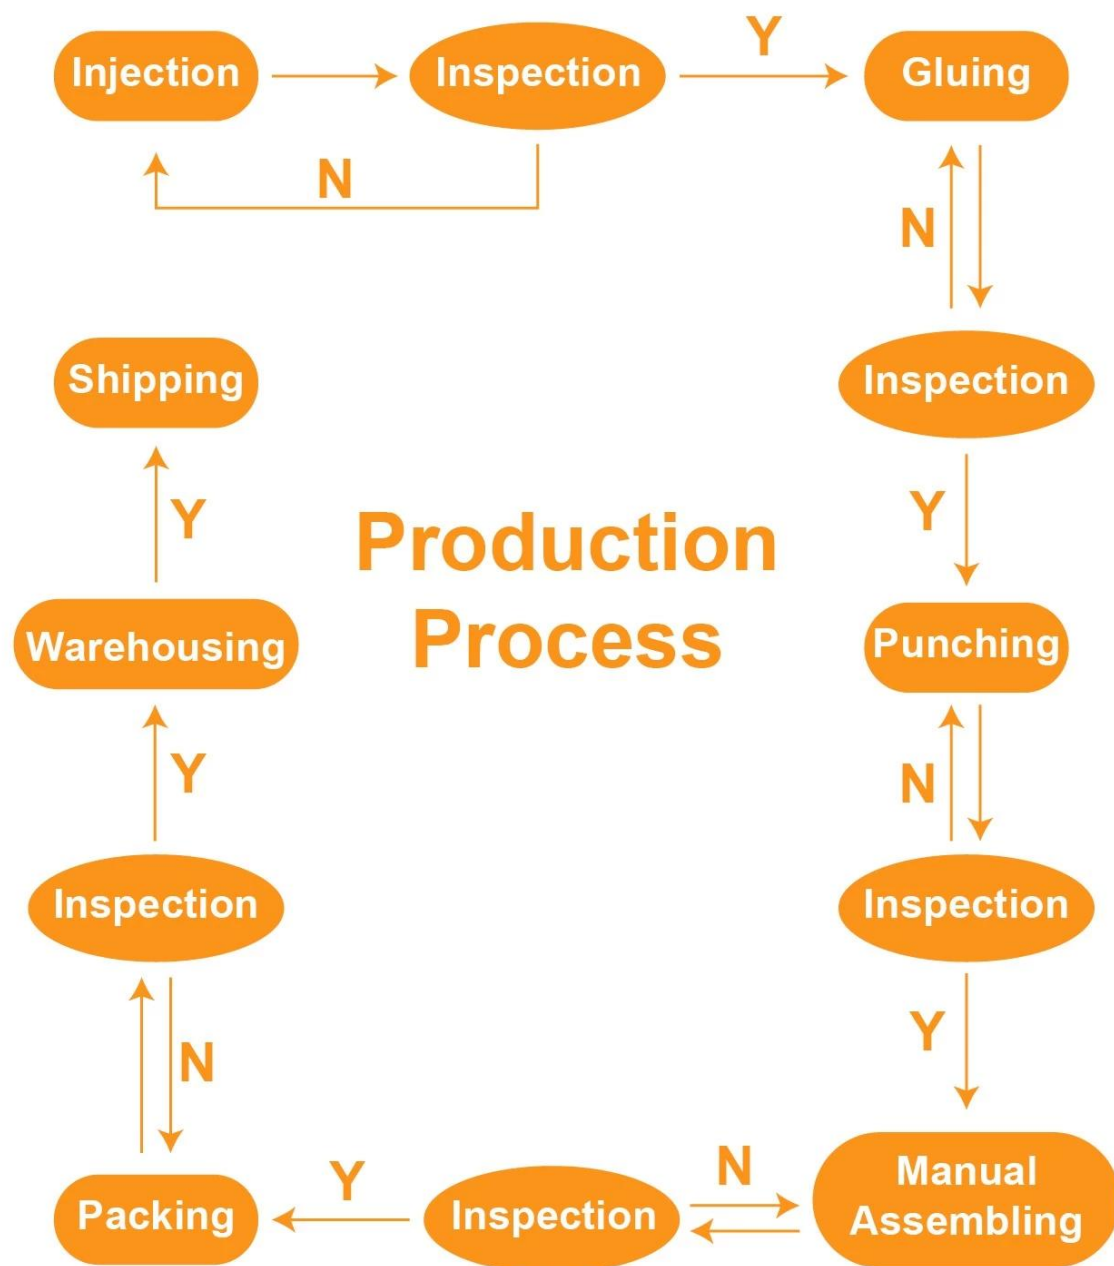 Injection
Inspection
Y
Gluing
N
N
Inspection
Y
Punching
N
Inspection
Y
Manual
Assembling
N
Inspection
Y
Packing
N
Inspection
Y
Warehousing
Y
Shipping
Production
Process